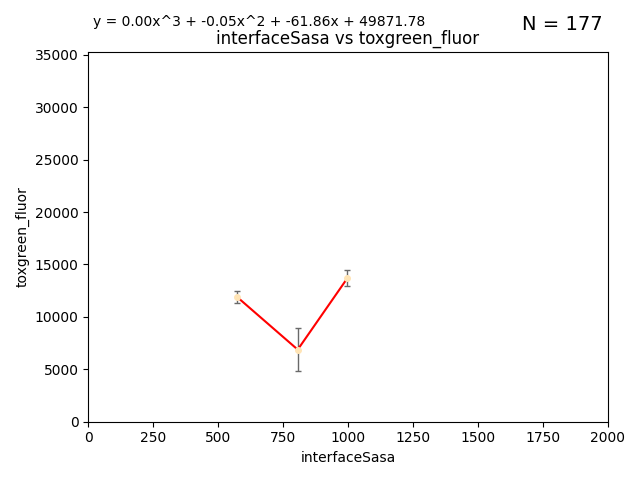 y = 0.00x^3 + -0.05x^2 + -61.86x + 49871.78
N = 177
interfaceSasa vs toxgreen_fluor
35000
30000
25000
20000
15000
10000
5000
0
toxgreen_fluor
0 250 500 750 1000 1250 1500 1750 2000
interfaceSasa